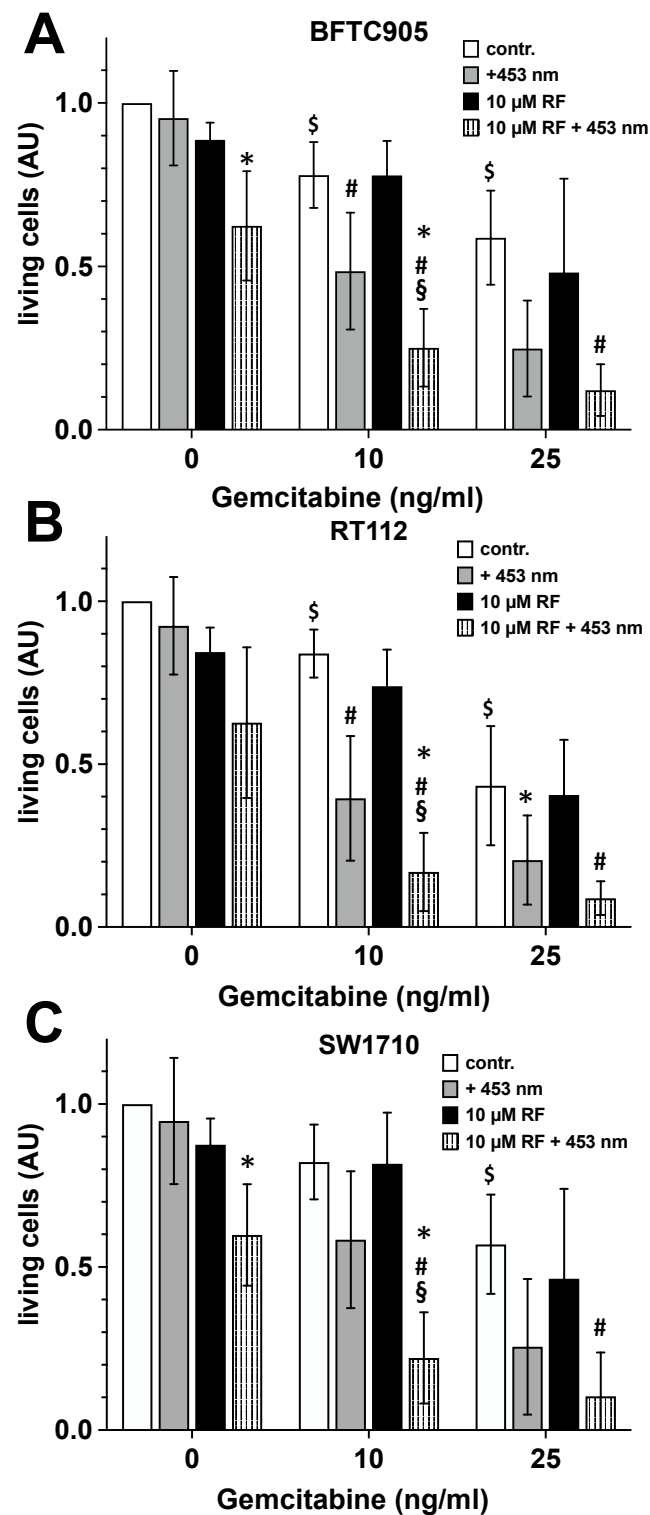 A
BFTC905
contr.
+453 nm
10 µM RF
10 µM RF + 453 nm
living cells (AU)
1.0
0.5
0.0
*
$
#
*
#
§
$
#
0
10
25
Gemcitabine (ng/ml)
B
RT112
contr.
+ 453 nm
10 µM RF
10 µM RF + 453 nm
living cells (AU)
1.0
0.5
0.0
$
#
*
#
§
$
*
#
0
10
25
Gemcitabine (ng/ml)
C
SW1710
contr.
+ 453 nm
10 µM RF
10 µM RF + 453 nm
living cells (AU)
1.0
0.5
0.0
*
*
#
§
$
#
0
10
25
Gemcitabine (ng/ml)